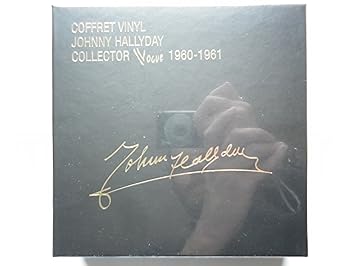 COFFRET VINYL
JOHNNY HALLYDAY
COLLECTOR Vogue 1960-1961
Johnny Hallyday